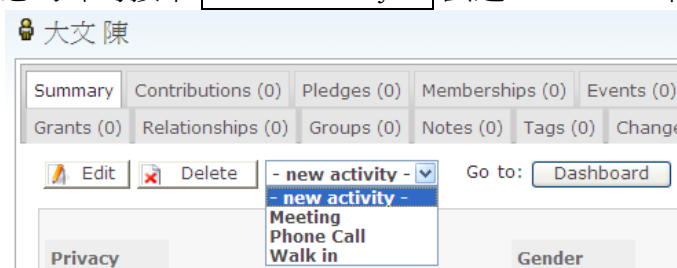 大文 陳
Summary Contributions (0) Pledges (0) Memberships (0) Events (0)
Grants (0) Relationships (0) Groups (0) Notes (0) Tags (0) Change
Edit Delete - new activity - Go to: Dashboard
- new activity -
Meeting
Phone Call
Walk in
Privacy Gender